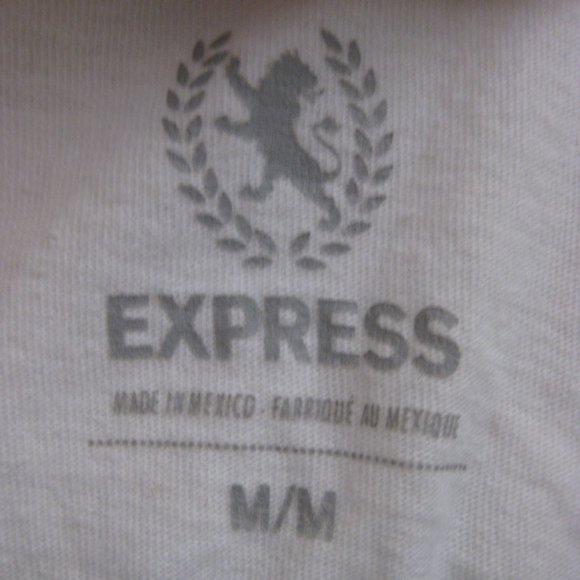 EXPRESS
MADE IN MEXICO · FABRIQUÉ AU MEXIQUE
M/M